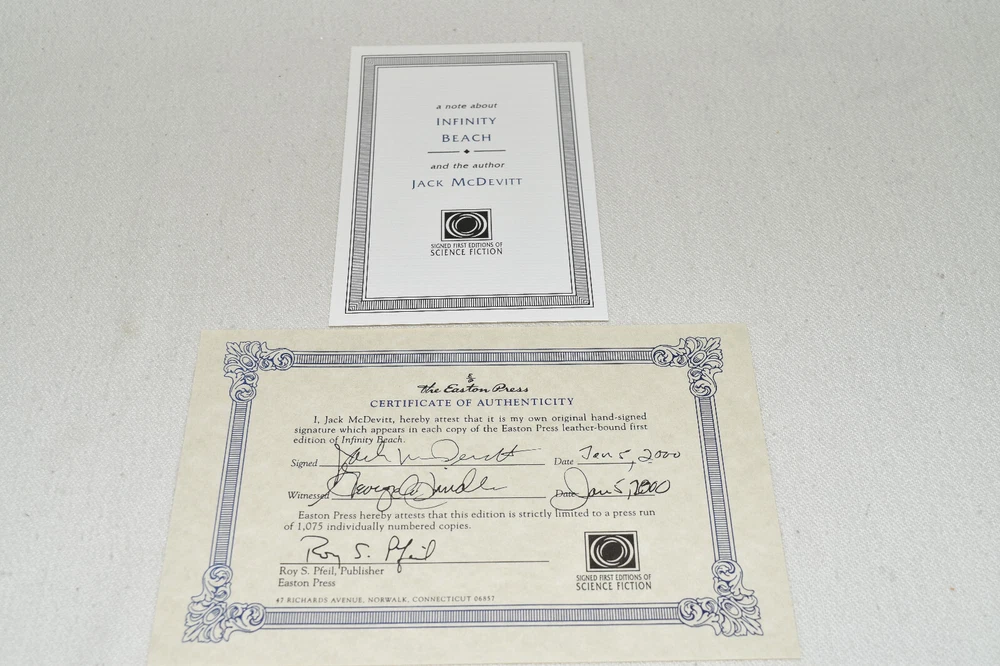 a note about
INFINITY
BEACH
and the author
JACK McDEVITT
SIGNED FIRST EDITIONS OF
SCIENCE FICTION
The Easton Press
CERTIFICATE OF AUTHENTICITY
I, Jack McDevitt, hereby attest that it is my own original hand-signed
signature which appears in each copy of the Easton Press leather-bound first
edition of Infinity Beach.
Signed Jack McDevitt Date Jan 5, 2000
Witnessed Date Jan 5, 2000
Easton Press hereby attests that this edition is strictly limited to a press run
of 1,075 individually numbered copies.
Roy S. Pfeil
Roy S. Pfeil, Publisher
Easton Press
SIGNED FIRST EDITIONS OF
SCIENCE FICTION
47 RICHARDS AVENUE, NORWALK, CONNECTICUT 06857